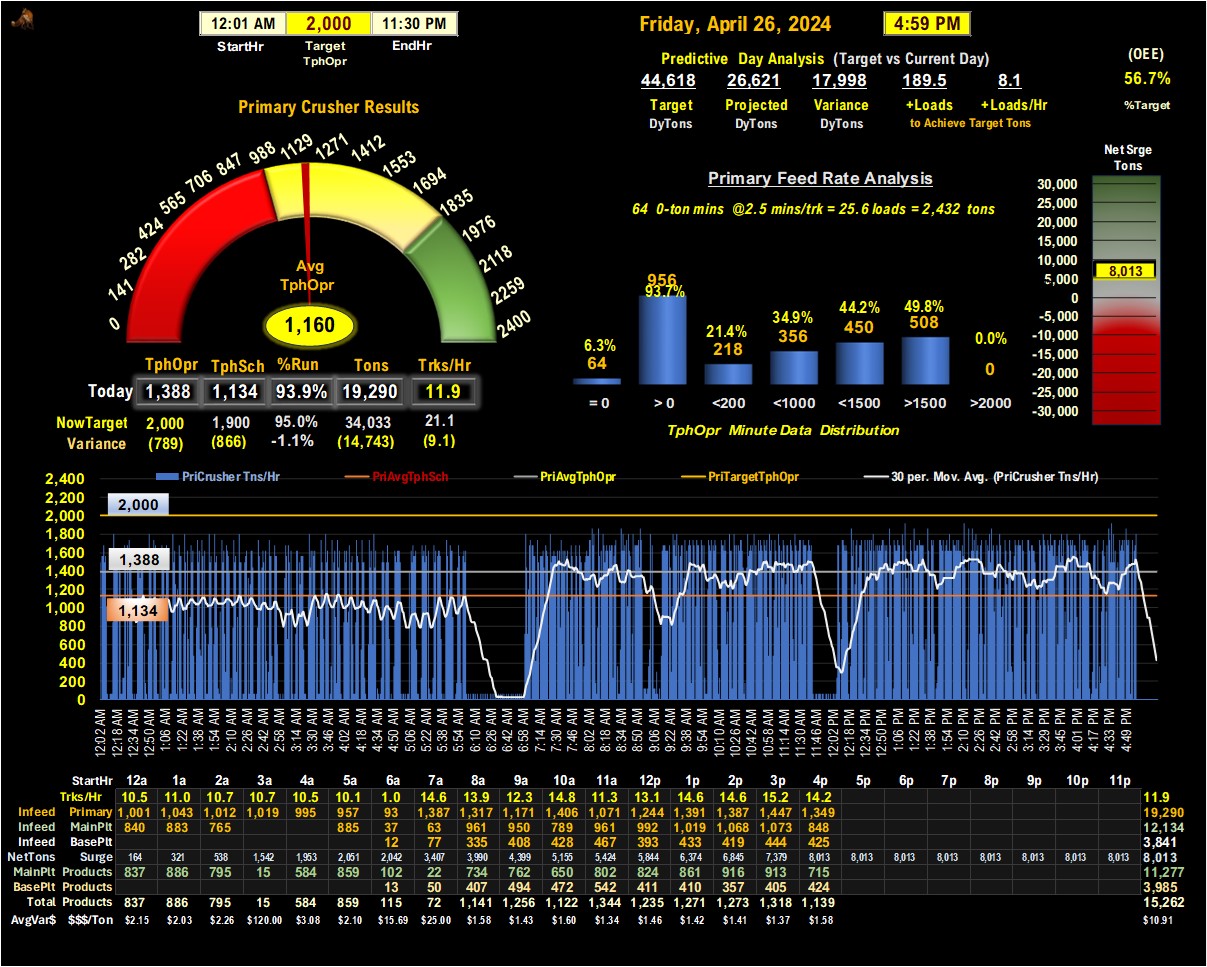 12:01 AM 2,000 11:30 PM
StartHr Target EndHr
TphOpr
Friday, April 26, 2024 4:59 PM
Predictive Day Analysis (Target vs Current Day)
44,618 26,621 17,998 189.5 8.1
Target Projected Variance +Loads +Loads/Hr
DyTons DyTons DyTons to Achieve Target Tons
(OEE)
56.7%
%Target
Primary Crusher Results
0 141 282 424 565 706 847 988 1129 1271 1412 1553 1694 1835 1976 2118 2259 2400
Avg
TphOpr
1,160
TphOpr TphSch %Run Tons Trks/Hr
Today 1,388 1,134 93.9% 19,290 11.9
NowTarget 2,000 1,900 95.0% 34,033 21.1
Variance (789) (866) -1.1% (14,743) (9.1)
Primary Feed Rate Analysis
64 0-ton mins @2.5 mins/trk = 25.6 loads = 2,432 tons
6.3% 93.7% 21.4% 34.9% 44.2% 49.8% 0.0%
64 956 218 356 450 508 0
= 0 > 0 <200 <1000 <1500 >1500 >2000
TphOpr Minute Data Distribution
Net Srge
Tons
30,000
25,000
20,000
15,000
10,000
8,013
5,000
0
-5,000
-10,000
-15,000
-20,000
-25,000
-30,000
PriCrusher Tns/Hr PriAvgTphSch PriAvgTphOpr PriTargetTphOpr 30 per. Mov. Avg. (PriCrusher Tns/Hr)
2,400
2,200
2,000
1,800
1,600
1,400
1,200
1,000
800
600
400
200
0
2,000
1,388
1,134
12:02 AM 12:18 AM 12:34 AM 12:50 AM 1:06 AM 1:22 AM 1:38 AM 1:54 AM 2:10 AM 2:26 AM 2:42 AM 2:58 AM 3:14 AM 3:30 AM 3:46 AM 4:02 AM 4:18 AM 4:34 AM 4:50 AM 5:06 AM 5:22 AM 5:38 AM 5:54 AM 6:10 AM 6:26 AM 6:42 AM 6:58 AM 7:14 AM 7:30 AM 7:46 AM 8:02 AM 8:18 AM 8:34 AM 8:50 AM 9:06 AM 9:22 AM 9:38 AM 9:54 AM 10:10 AM 10:26 AM 10:42 AM 10:58 AM 11:14 AM 11:30 AM 11:46 AM 12:02 PM 12:18 PM 12:34 PM 12:50 PM 1:06 PM 1:22 PM 1:38 PM 1:54 PM 2:10 PM 2:26 PM 2:42 PM 2:58 PM 3:14 PM 3:29 PM 3:45 PM 4:01 PM 4:17 PM 4:33 PM 4:49 PM
StartHr 12a 1a 2a 3a 4a 5a 6a 7a 8a 9a 10a 11a 12p 1p 2p 3p 4p 5p 6p 7p 8p 9p 10p 11p
Trks/Hr 10.5 11.0 10.7 10.7 10.5 10.1 1.0 14.6 13.9 12.3 14.8 11.3 13.1 14.6 14.6 15.2 14.2 11.9
Infeed Primary 1,001 1,043 1,012 1,019 995 957 93 1,387 1,317 1,171 1,406 1,071 1,244 1,391 1,387 1,447 1,349 19,290
Infeed MainPlt 840 883 765 885 37 63 961 950 789 961 992 1,019 1,068 1,073 848 12,134
Infeed BasePlt 12 77 335 408 428 467 393 433 419 444 425 3,841
NetTons Surge 164 321 538 1,542 1,953 2,051 2,042 3,407 3,990 4,399 5,155 5,424 5,844 6,374 6,845 7,379 8,013 8,013 8,013 8,013 8,013 8,013 8,013 8,013 8,013
MainPlt Products 837 886 795 15 584 859 102 22 734 762 650 802 824 861 916 913 715 11,277
BasePlt Products 13 50 407 494 472 542 411 410 357 405 424 3,985
Total Products 837 886 795 15 584 859 115 72 1,141 1,256 1,122 1,344 1,235 1,271 1,273 1,318 1,139 15,262
AvgVar$ $$$/Ton $2.15 $2.03 $2.26 $120.00 $3.08 $2.10 $15.69 $25.00 $1.58 $1.43 $1.60 $1.34 $1.46 $1.42 $1.41 $1.37 $1.58 $10.91